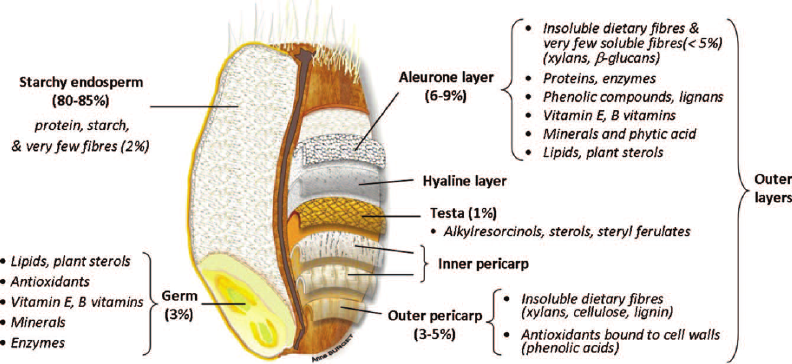 Starchy endosperm
(80-85%)
protein, starch,
& very few fibres (2%)
• Lipids, plant sterols
• Antioxidants
• Vitamin E, B vitamins
• Minerals
• Enzymes
Germ
(3%)
Aleurone layer
(6-9%)
• Insoluble dietary fibres &
very few soluble fibres(< 5%)
(xylans, β-glucans)
• Proteins, enzymes
• Phenolic compounds, lignans
• Vitamin E, B vitamins
• Minerals and phytic acid
• Lipids, plant sterols
Hyaline layer
Testa (1%)
• Alkylresorcinols, sterols, steryl ferulates
Inner pericarp
Outer pericarp
(3-5%)
• Insoluble dietary fibres
(xylans, cellulose, lignin)
• Antioxidants bound to cell walls
(phenolic acids)
Outer
layers
Anne SURGET